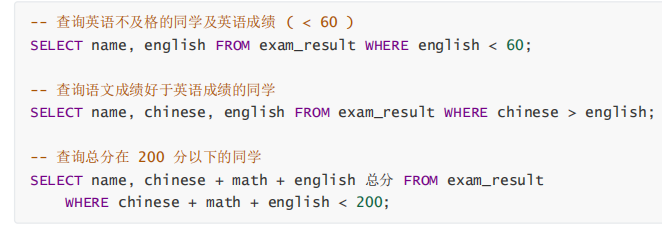 -- 查询英语不及格的同学及英语成绩 ( < 60 )
SELECT name, english FROM exam_result WHERE english < 60;
-- 查询语文成绩好于英语成绩的同学
SELECT name, chinese, english FROM exam_result WHERE chinese > english;
-- 查询总分在 200 分以下的同学
SELECT name, chinese + math + english 总分 FROM exam_result
WHERE chinese + math + english < 200;